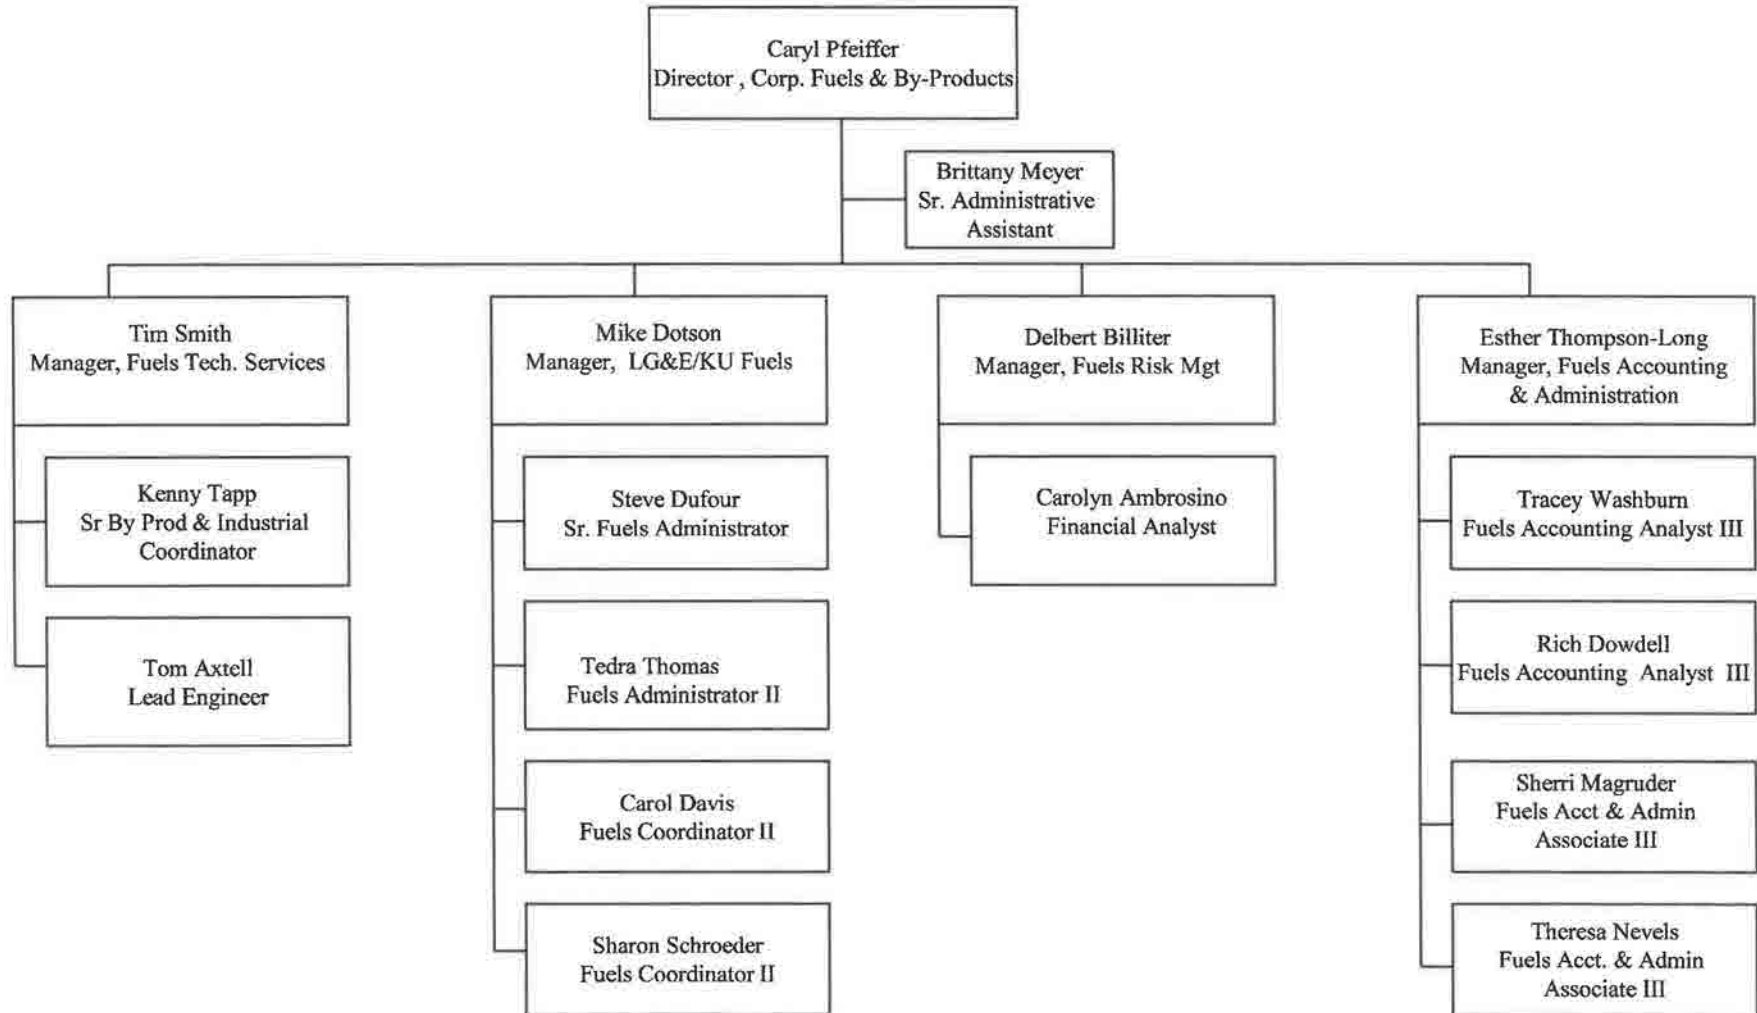 Caryl Pfeiffer
Director , Corp. Fuels & By-Products
Brittany Meyer
Sr. Administrative
Assistant
Tim Smith
Manager, Fuels Tech. Services
Kenny Tapp
Sr By Prod & Industrial
Coordinator
Tom Axtell
Lead Engineer
Mike Dotson
Manager, LG&E/KU Fuels
Steve Dufour
Sr. Fuels Administrator
Tedra Thomas
Fuels Administrator II
Carol Davis
Fuels Coordinator II
Sharon Schroeder
Fuels Coordinator II
Delbert Billiter
Manager, Fuels Risk Mgt
Carolyn Ambrosino
Financial Analyst
Esther Thompson-Long
Manager, Fuels Accounting
& Administration
Tracey Washburn
Fuels Accounting Analyst III
Rich Dowdell
Fuels Accounting Analyst III
Sherri Magruder
Fuels Acct & Admin
Associate III
Theresa Nevels
Fuels Acct. & Admin
Associate III